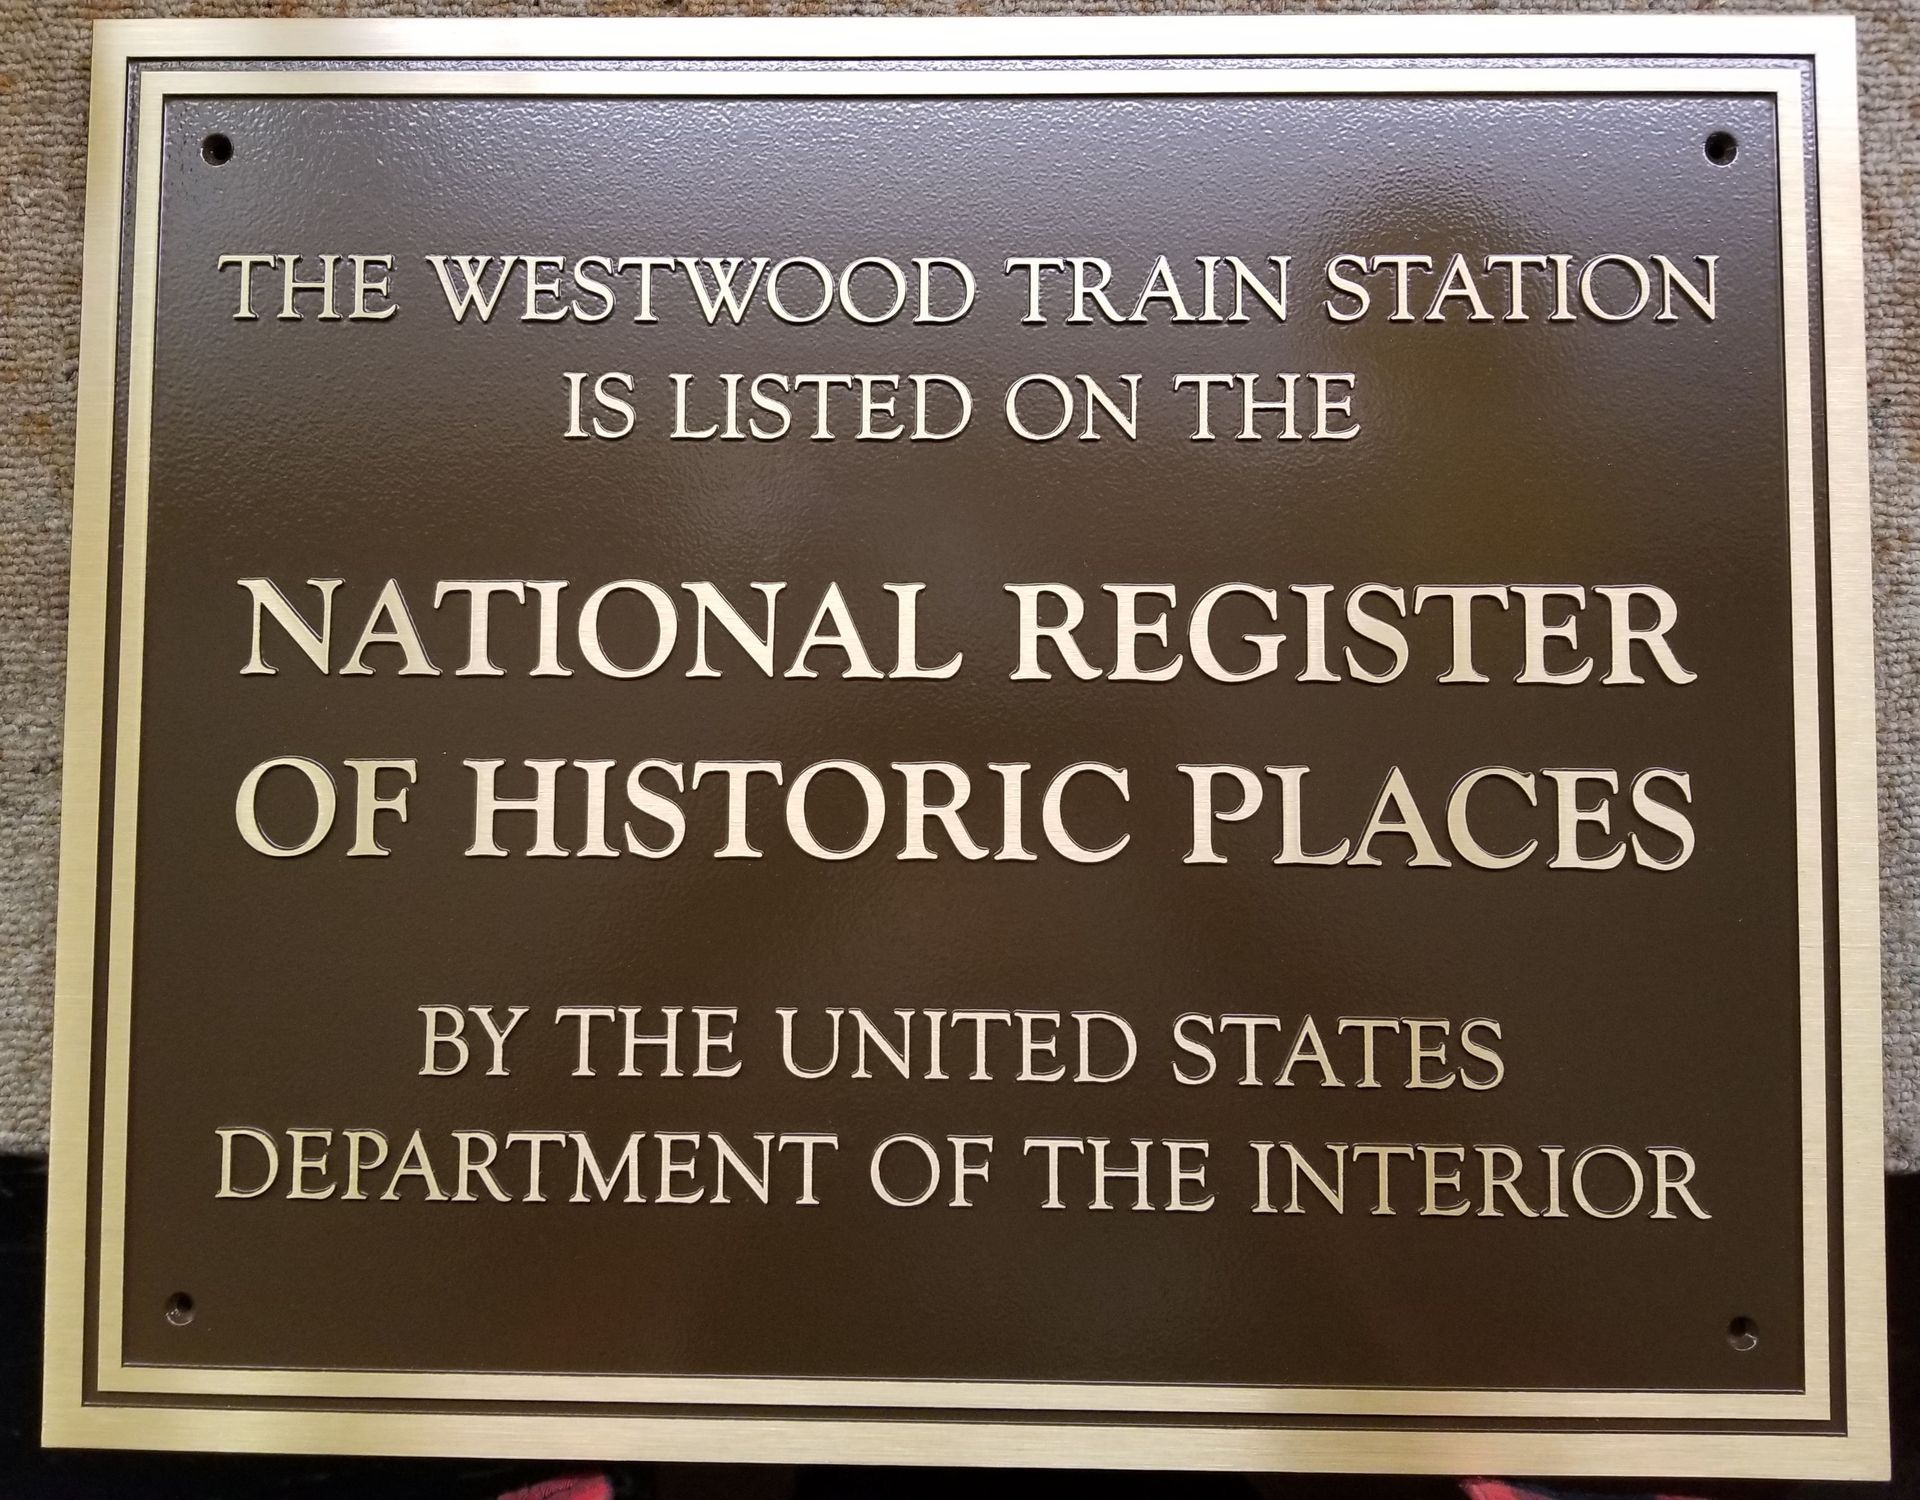 THE WESTWOOD TRAIN STATION
IS LISTED ON THE
NATIONAL REGISTER
OF HISTORIC PLACES
BY THE UNITED STATES
DEPARTMENT OF THE INTERIOR